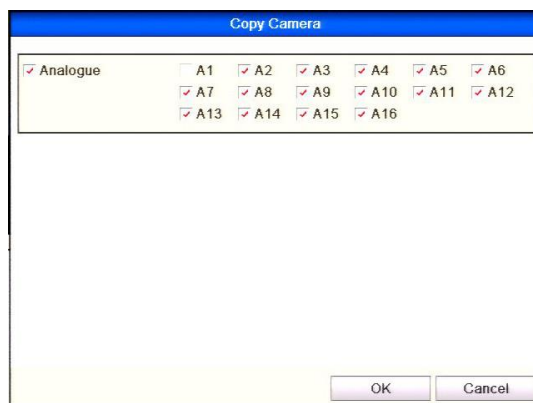 Copy Camera
Analogue A1 A2 A3 A4 A5 A6
A7 A8 A9 A10 A11 A12
A13 A14 A15 A16
OK Cancel